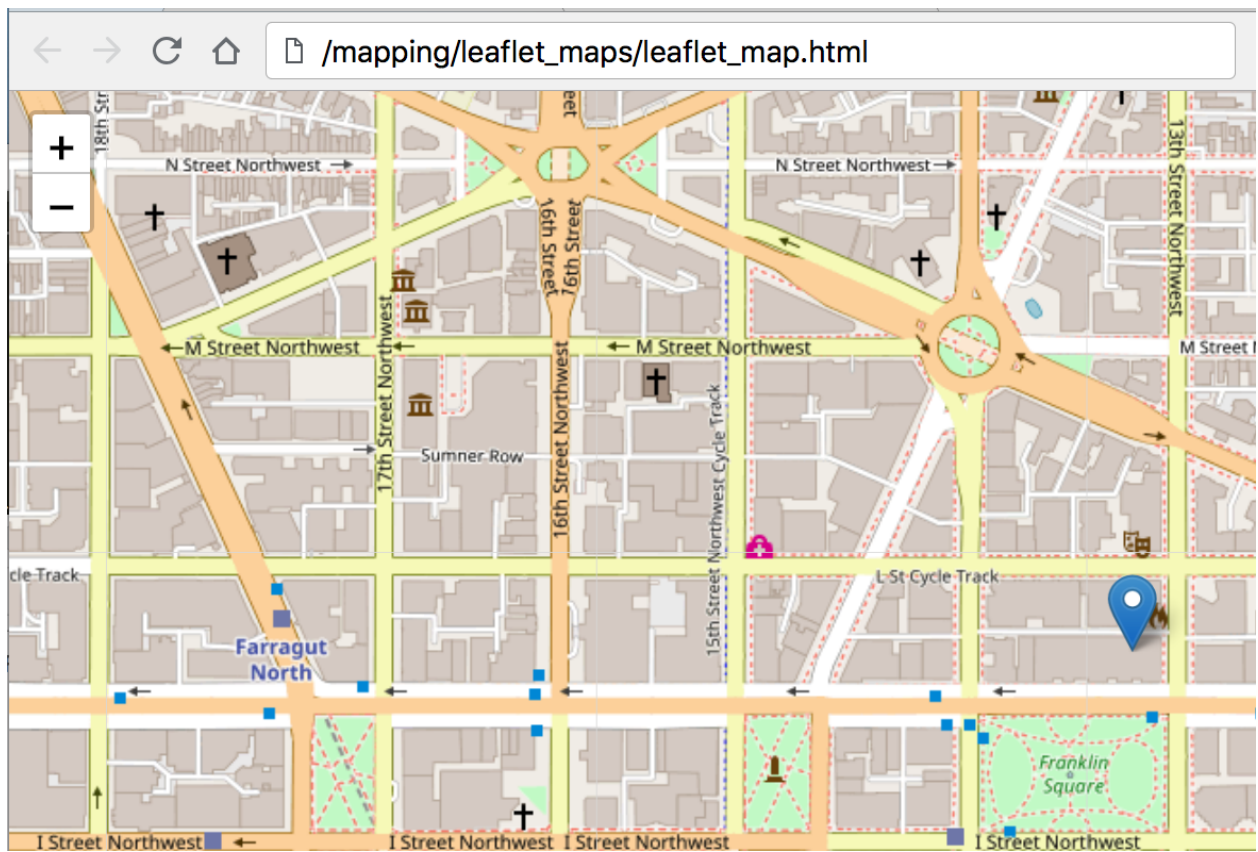 /mapping/leaflet_maps/leaflet_map.html
+
−
18th Str
eet
N Street Northwest
N Street Northwest
13th Street Northwest
16th Street
16th Street
17th Street Northwest
M Street Northwest
M Street Northwest
M Street N
16th Street Northwest
15th Street Northwest Cycle Track
Sumner Row
cle Track
L St Cycle Track
Farragut
North
Franklin
Square
I Street Northwest
I Street Northwest
I Street Northwest
I Street Northwest